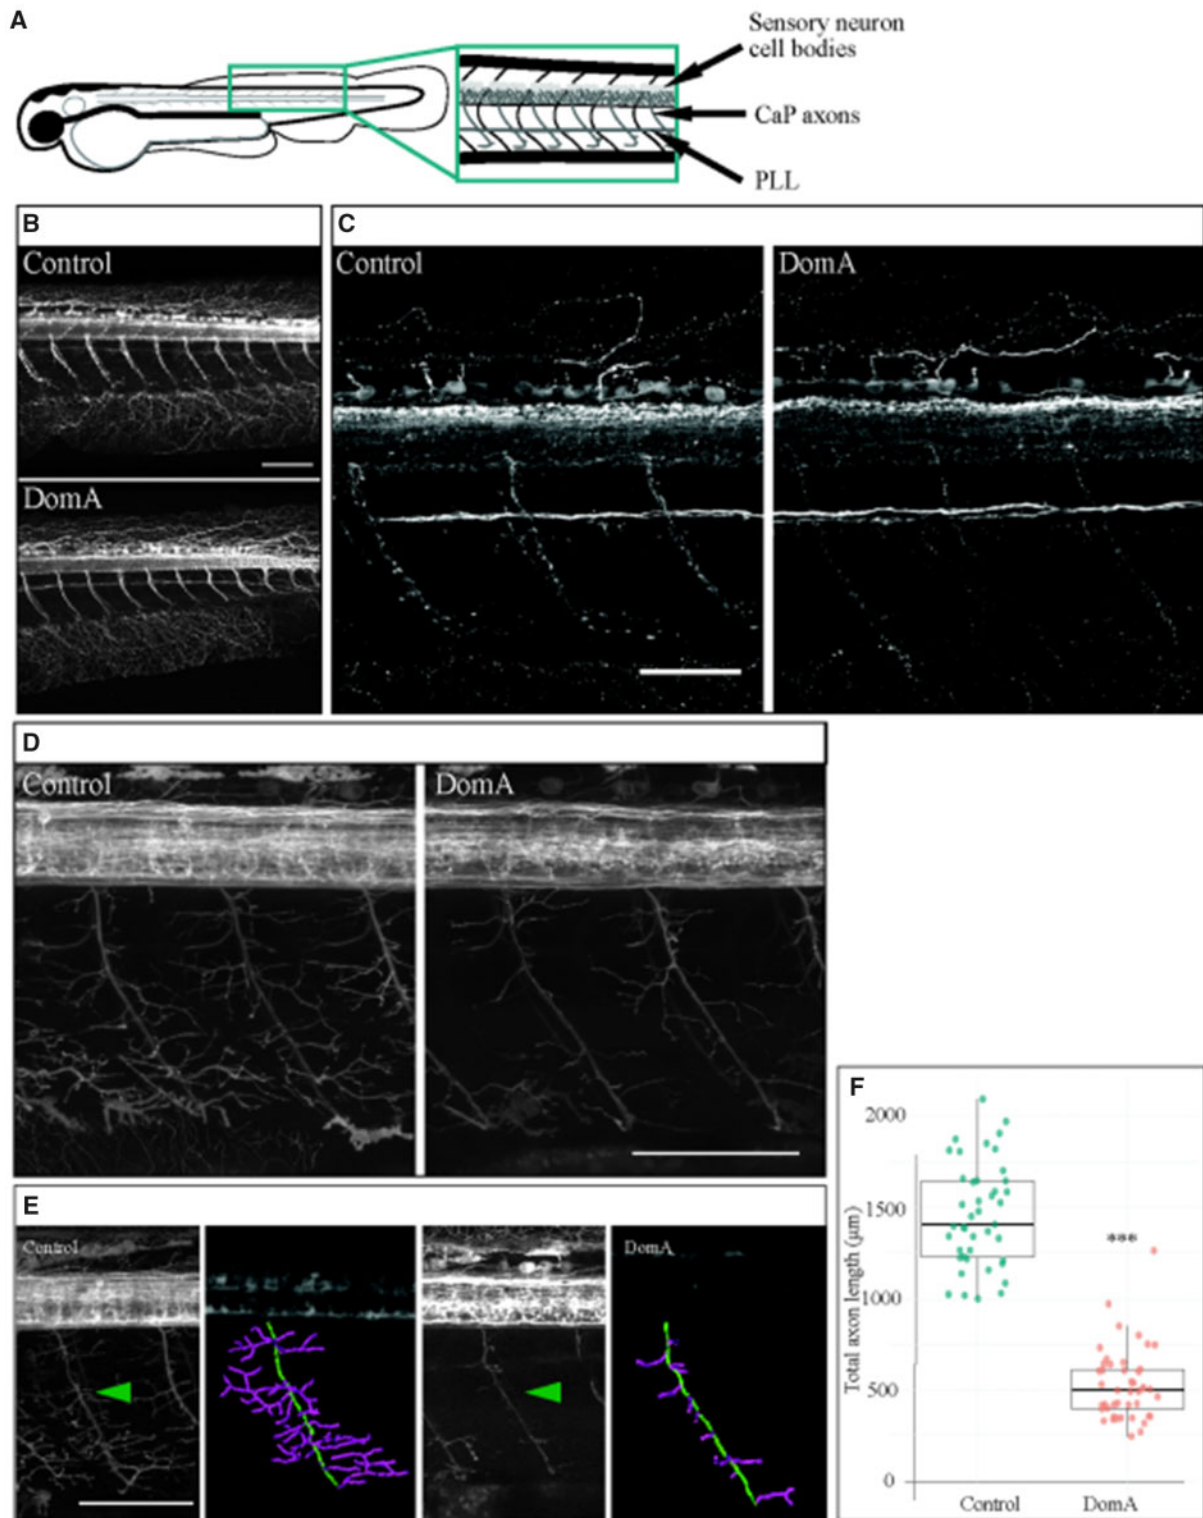 A
Sensory neuron
cell bodies
CaP axons
PLL
B
Control
DomA
C
Control
DomA
D
Control
DomA
E
Control
DomA
F
Total axon length (μm)
2000
1500
1000
500
0
***
Control
DomA